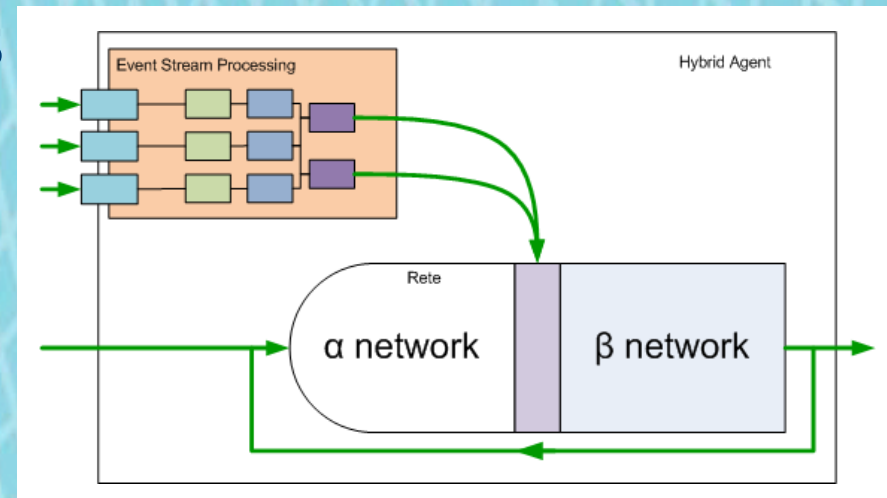 Event Stream Processing
Hybrid Agent
Rete
α network
β network